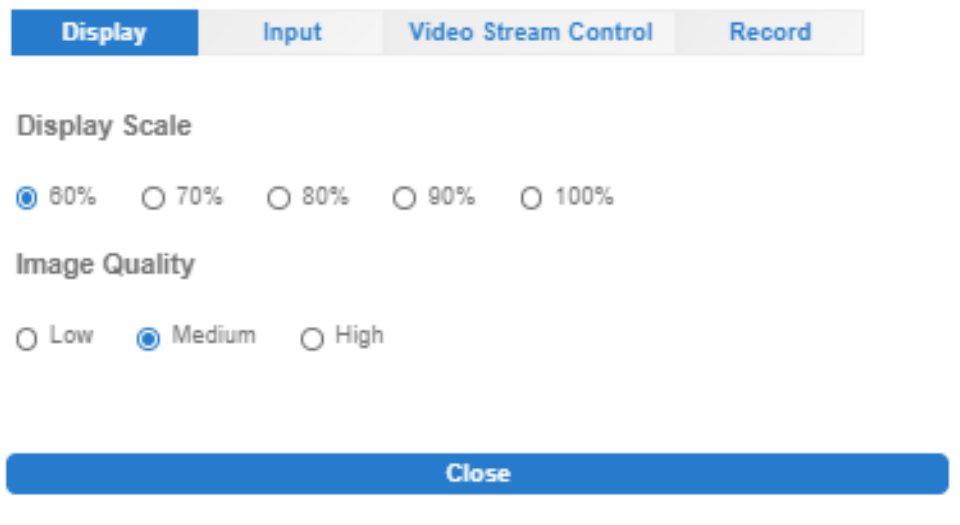 Display Input Video Stream Control Record
Display Scale
60% 70% 80% 90% 100%
Image Quality
Low Medium High
Close